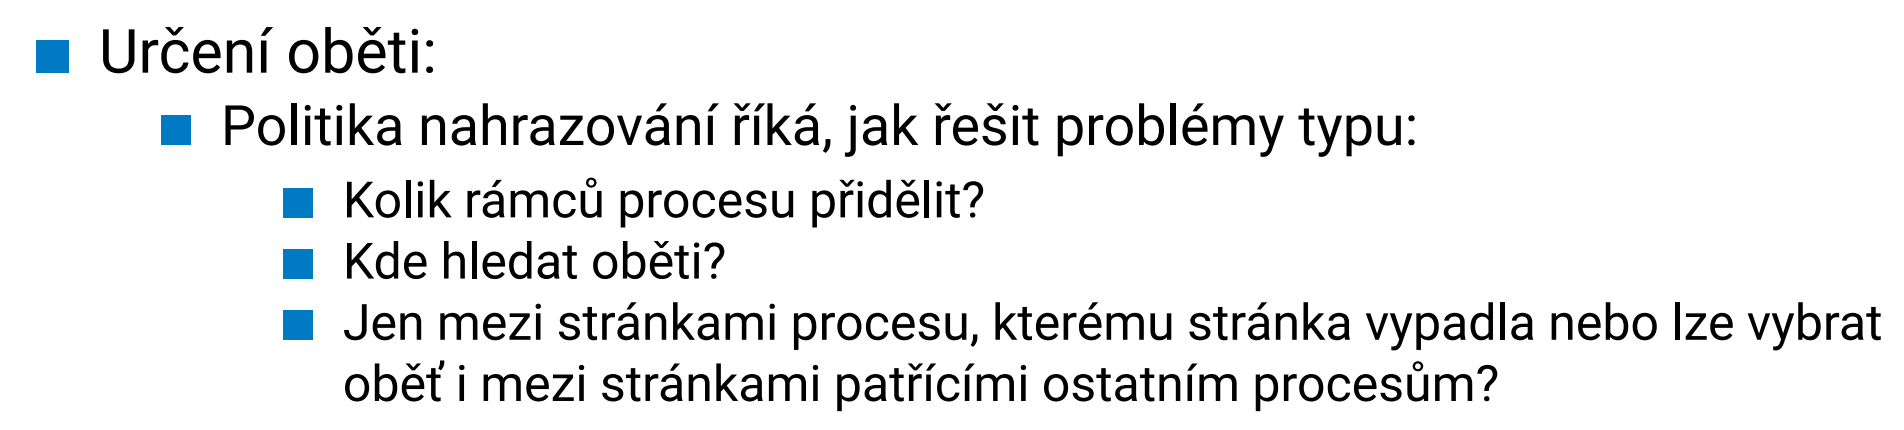 Určení oběti:
Politika nahrazování říká, jak řešit problémy typu:
Kolik rámců procesu přidělit?
Kde hledat oběti?
Jen mezi stránkami procesu, kterému stránka vypadla nebo lze vybrat
oběť i mezi stránkami patřícími ostatním procesům?